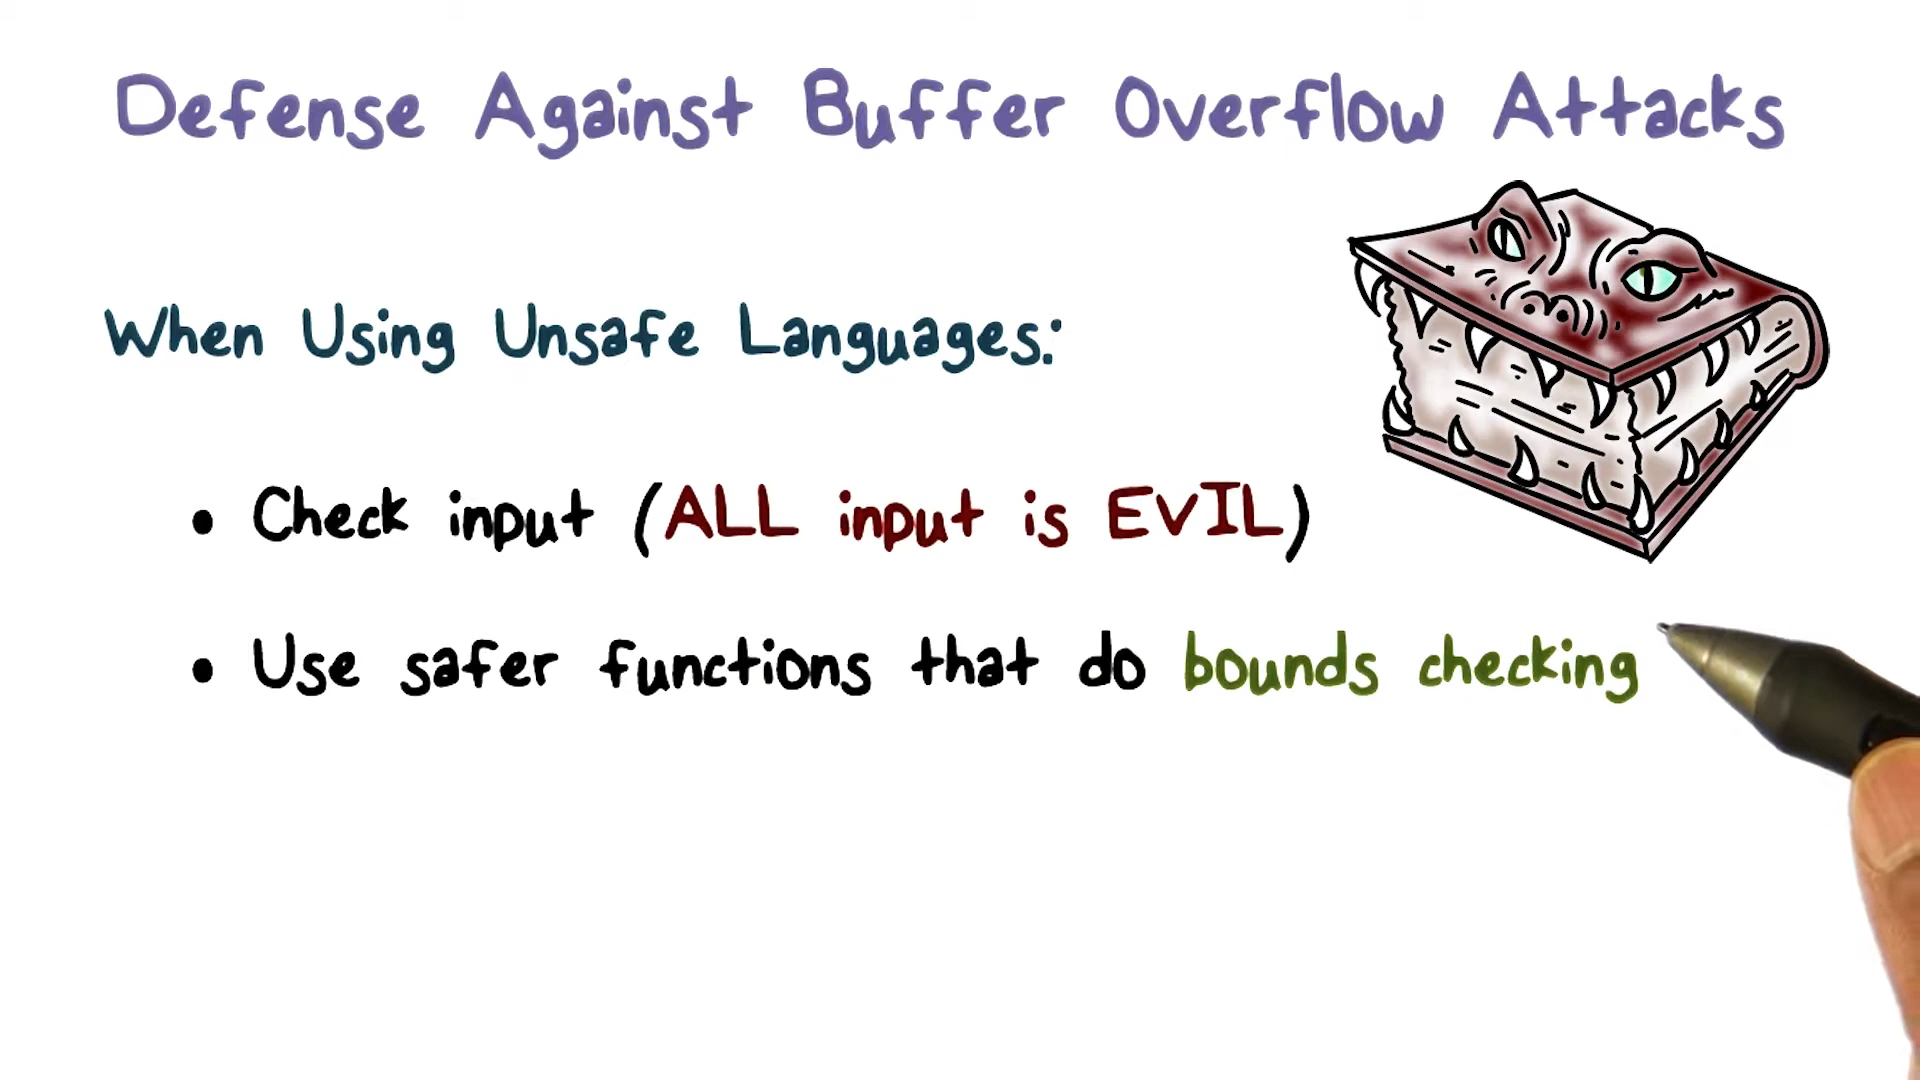 Defense Against Buffer Overflow Attacks
When Using Unsafe Languages:
• Check input (ALL input is EVIL)
• Use safer functions that do bounds checking